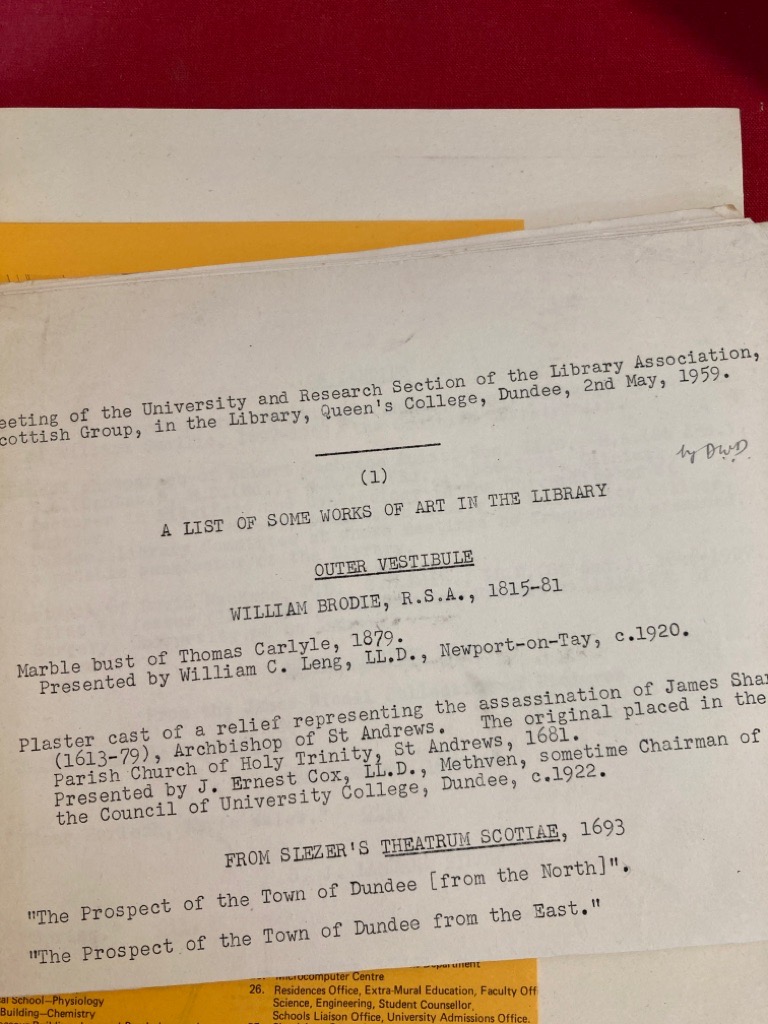 eeting of the University and Research Section of the Library Association,
cottish Group, in the Library, Queen's College, Dundee, 2nd May, 1959.
by D.W.D.
(1)
A LIST OF SOME WORKS OF ART IN THE LIBRARY
OUTER VESTIBULE
WILLIAM BRODIE, R.S.A., 1815-81
Marble bust of Thomas Carlyle, 1879.
Presented by William C. Leng, LL.D., Newport-on-Tay, c.1920.
Plaster cast of a relief representing the assassination of James Shar
(1613-79), Archbishop of St Andrews. The original placed in the
Parish Church of Holy Trinity, St Andrews, 1681.
Presented by J. Ernest Cox, LL.D., Methven, sometime Chairman of
the Council of University College, Dundee, c.1922.
FROM SLEZER'S THEATRUM SCOTIAE, 1693
"The Prospect of the Town of Dundee [from the North]".
"The Prospect of the Town of Dundee from the East."
Microcomputer Centre
al School–Physiology
Building–Chemistry
26. Residences Office, Extra-Mural Education, Faculty Off
Science, Engineering, Student Counsellor,
Schools Liaison Office, University Admissions Office.